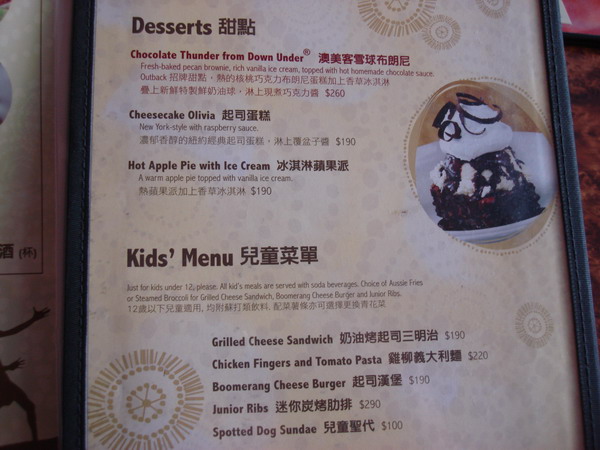 Desserts 甜點
Chocolate Thunder from Down Under® 澳美客雪球布朗尼
Fresh-baked pecan brownie, rich vanilla ice cream, topped with hot homemade chocolate sauce.
Outback 招牌甜點，熱的核桃巧克力布朗尼蛋糕加上香草冰淇淋
疊上新鮮特製鮮奶油球，淋上現煮巧克力醬 $260
Cheesecake Olivia 起司蛋糕
New York-style with raspberry sauce.
濃郁香醇的紐約經典起司蛋糕，淋上覆盆子醬 $190
Hot Apple Pie with Ice Cream 冰淇淋蘋果派
A warm apple pie topped with vanilla ice cream.
熱蘋果派加上香草冰淇淋 $190
酒 (杯)
Kids' Menu 兒童菜單
Just for kids under 12, please. All kid's meals are served with soda beverages. Choice of Aussie Fries
or Steamed Broccoli for Grilled Cheese Sandwich, Boomerang Cheese Burger and Junior Ribs.
12歲以下兒童適用, 均附蘇打類飲料, 配菜薯條亦可選擇更換青花菜
Grilled Cheese Sandwich 奶油烤起司三明治 $190
Chicken Fingers and Tomato Pasta 雞柳義大利麵 $220
Boomerang Cheese Burger 起司漢堡 $190
Junior Ribs 迷你炭烤肋排 $290
Spotted Dog Sundae 兒童聖代 $100